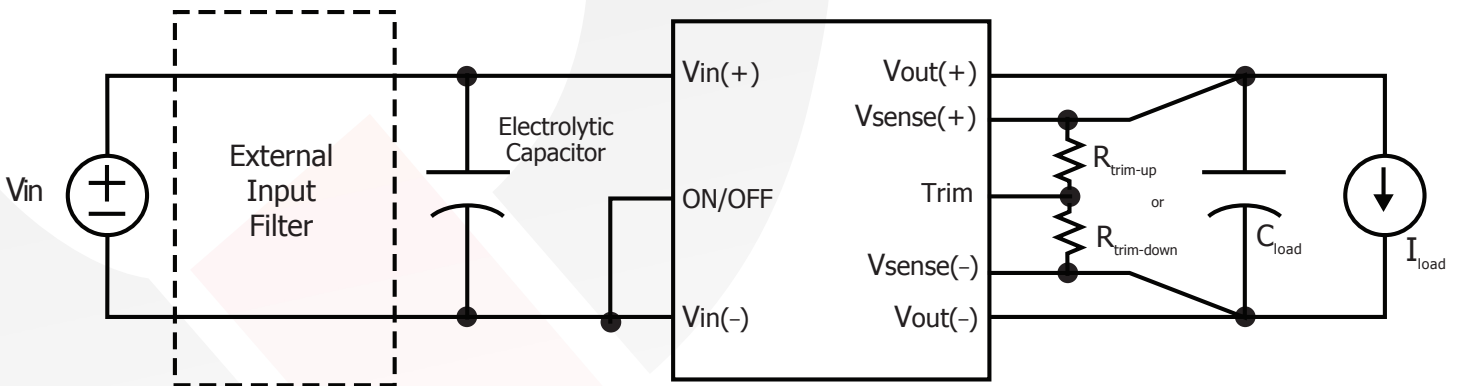 Vin
External
Input
Filter
Electrolytic
Capacitor
Vin(+)
ON/OFF
Vin(−)
Vout(+)
Vsense(+)
Trim
Vsense(−)
Vout(−)
Rtrim-up
or
Rtrim-down
Cload
Iload